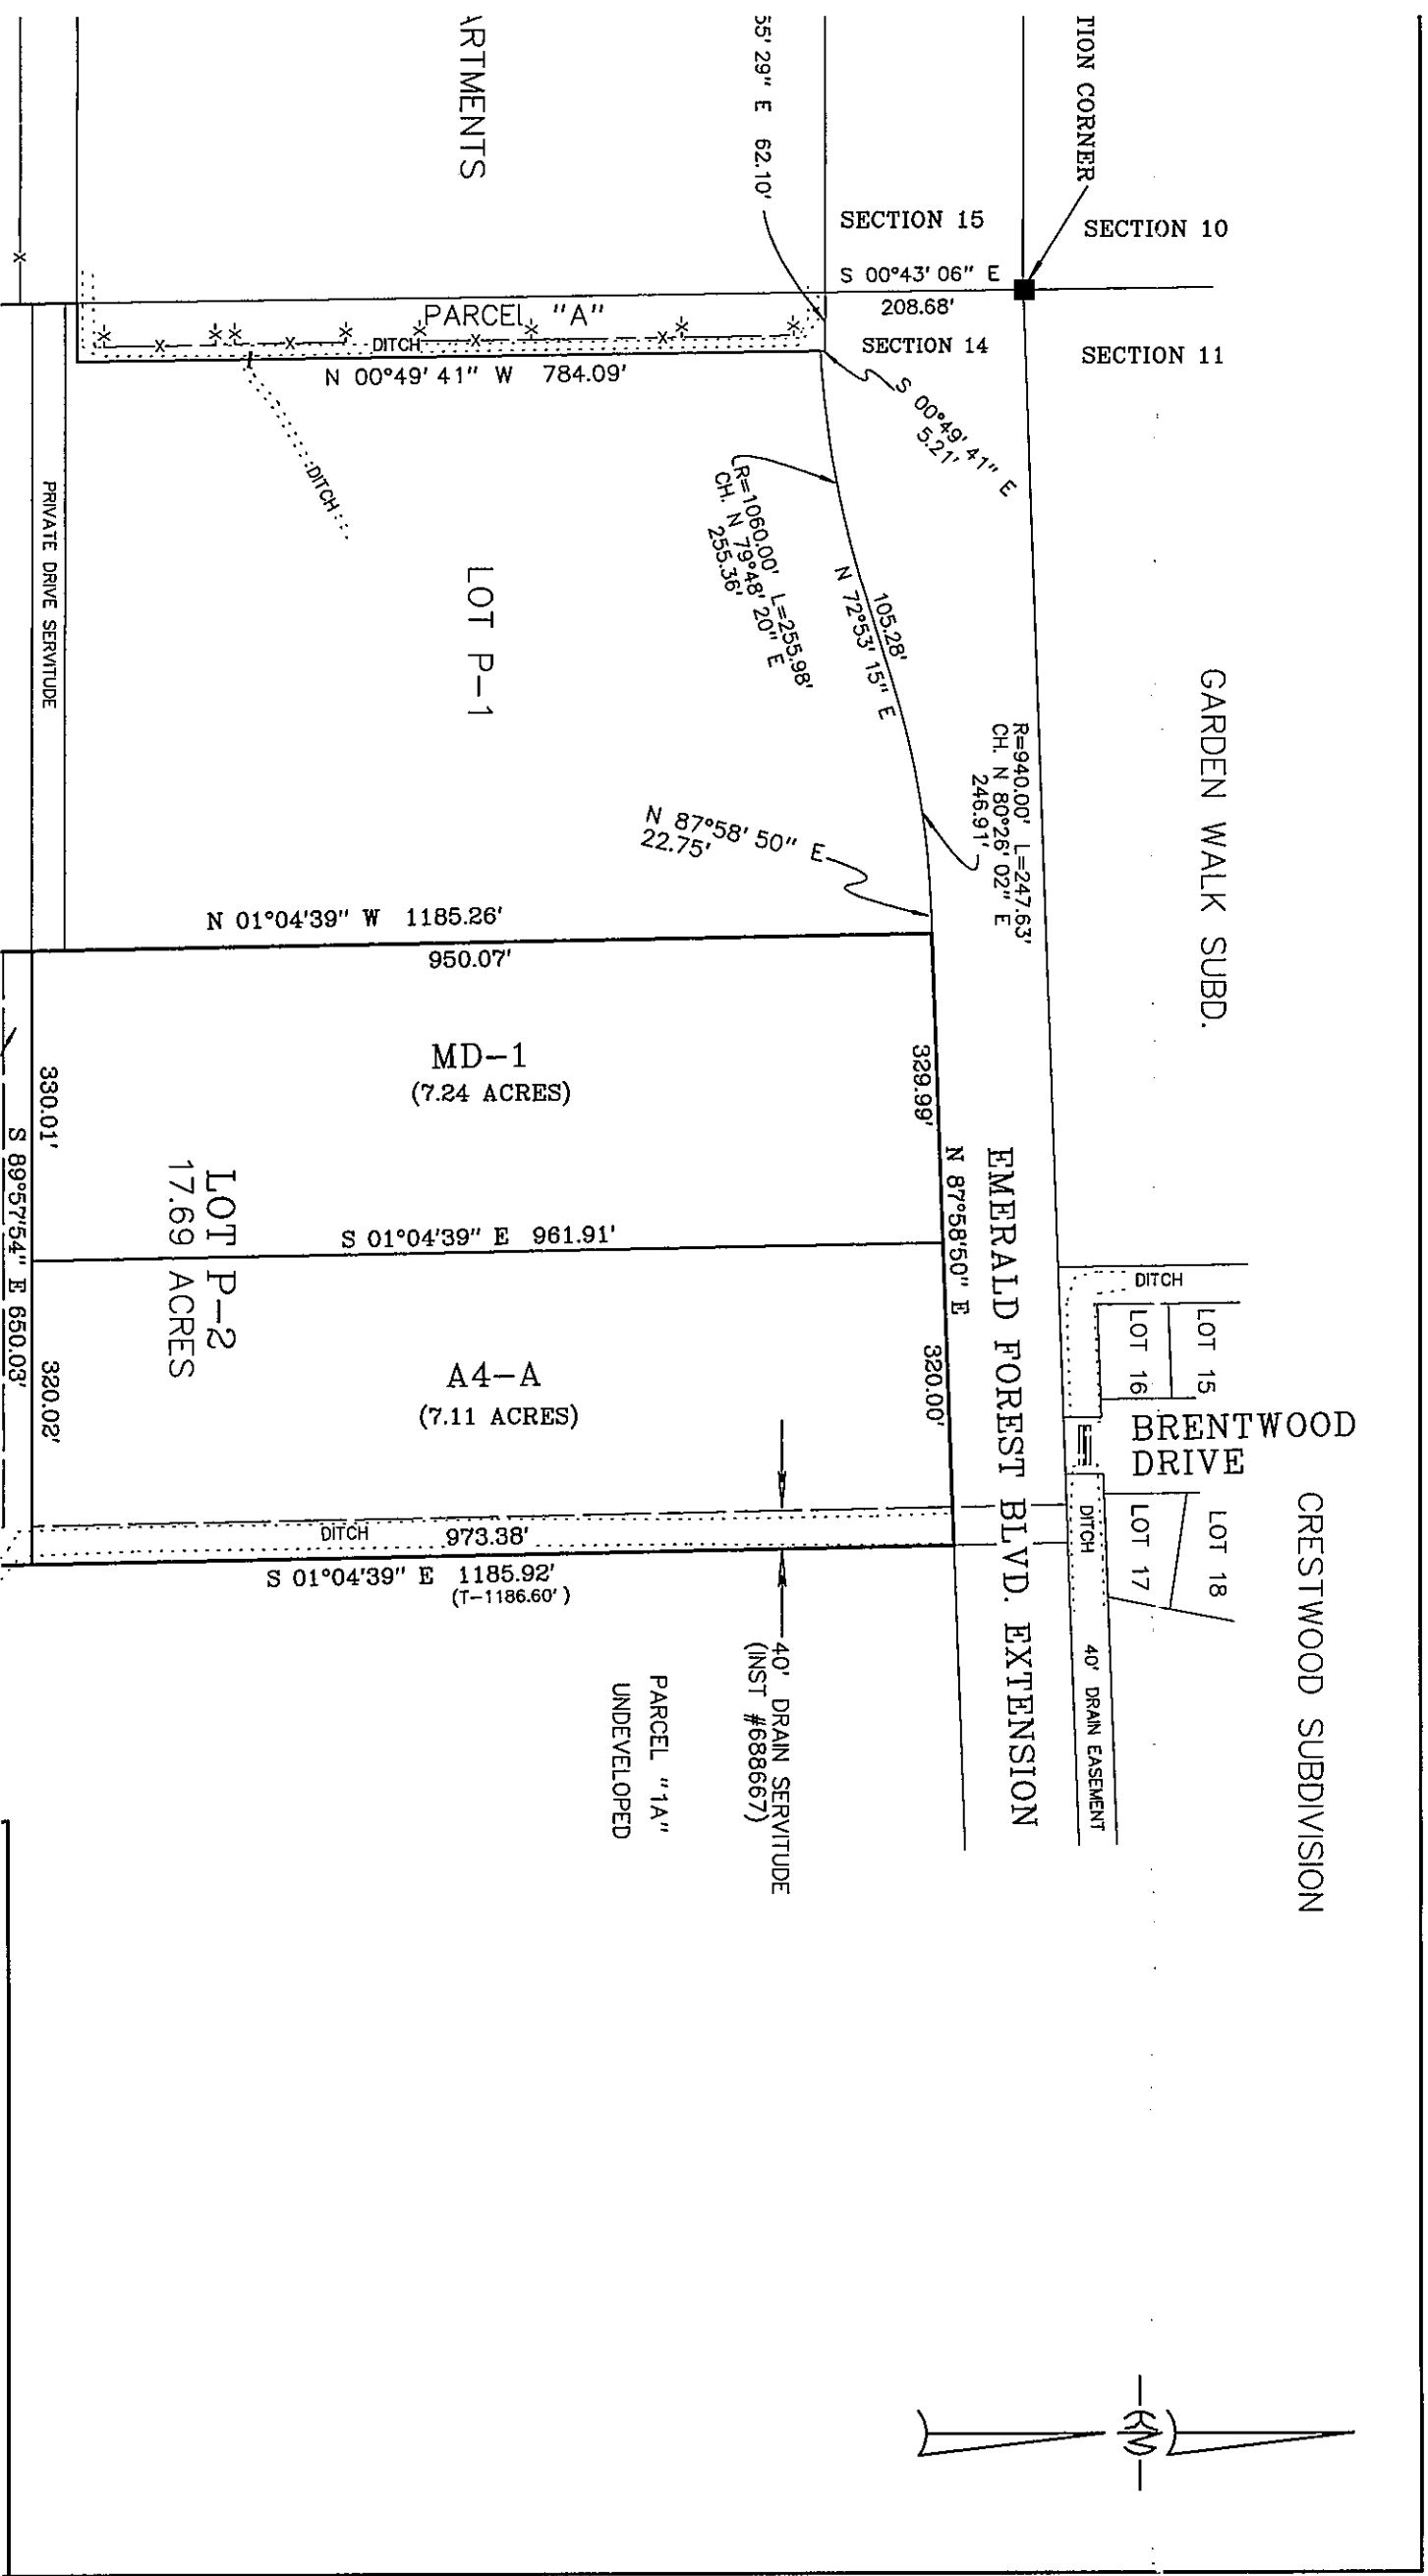 TION CORNER
SECTION 10
SECTION 15
S 00°43' 06" E
208.68'
SECTION 14
SECTION 11
55' 29" E 62.10'
ARTMENTS
PARCEL "A"
DITCH
N 00°49' 41" W 784.09'
S 00°49' 41" E
5.21'
DITCH
R=1060.00' L=255.98'
CH. N 79°48' 20" E
255.36'
105.28'
N 72°53' 15" E
R=940.00' L=247.63'
CH. N 80°26' 02" E
246.91'
N 87°58' 50" E
22.75'
GARDEN WALK SUBD.
LOT P-1
PRIVATE DRIVE SERVITUDE
N 01°04'39" W 1185.26'
950.07'
MD-1
(7.24 ACRES)
329.99'
N 87°58'50" E
EMERALD FOREST BLVD. EXTENSION
330.01'
S 89°57'54" E 650.03'
LOT P-2
17.69 ACRES
S 01°04'39" E 961.91'
A4-A
(7.11 ACRES)
320.00'
320.02'
DITCH
LOT 15
LOT 16
BRENTWOOD
DRIVE
LOT 18
LOT 17
DITCH
40' DRAIN EASEMENT
CRESTWOOD SUBDIVISION
DITCH
973.38'
S 01°04'39" E 1185.92'
(T-1186.60')
40' DRAIN SERVITUDE
(INST #688667)
PARCEL "1A"
UNDEVELOPED